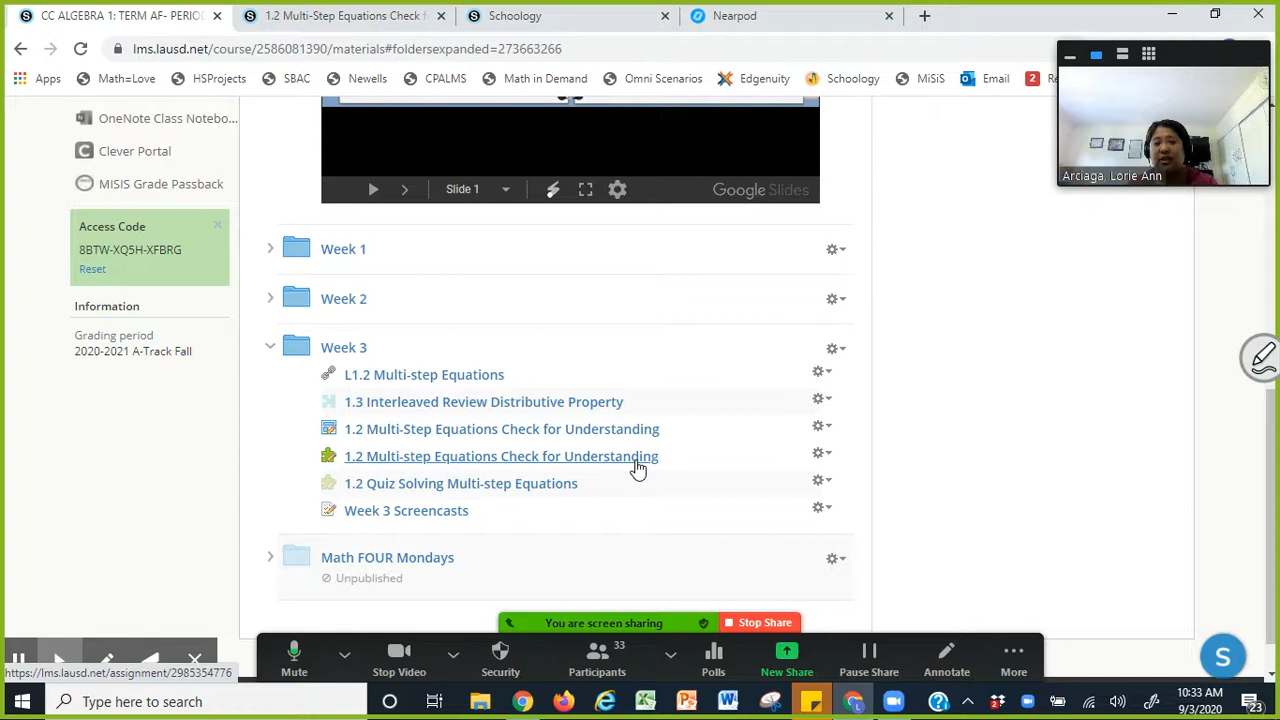 CC ALGEBRA 1: TERM AF- PERIOD
1.2 Multi-Step Equations Check f
Schoology
Nearpod
lms.lausd.net/course/2586081390/materials#foldersexpanded=273663266
Apps
Math=Love
HSProjects
SBAC
Newells
CPALMS
Math in Demand
Omni Scenarios
Edgenuity
Schoology
MiSiS
Email
2
Arciaga, Lorie Ann
OneNote Class Notebo...
Clever Portal
MISIS Grade Passback
Access Code
8BTW-XQ5H-XFBRG
Reset
Information
Grading period
2020-2021 A-Track Fall
Slide 1
Google Slides
Week 1
Week 2
Week 3
L1.2 Multi-step Equations
1.3 Interleaved Review Distributive Property
1.2 Multi-Step Equations Check for Understanding
1.2 Multi-step Equations Check for Understanding
1.2 Quiz Solving Multi-step Equations
Week 3 Screencasts
Math FOUR Mondays
Unpublished
You are screen sharing
Stop Share
33
Mute
Stop Video
Security
Participants
Polls
New Share
Pause Share
Annotate
More
S
https://lms.lausd.net/assignment/2985354776
Type here to search
10:33 AM
9/3/2020
23